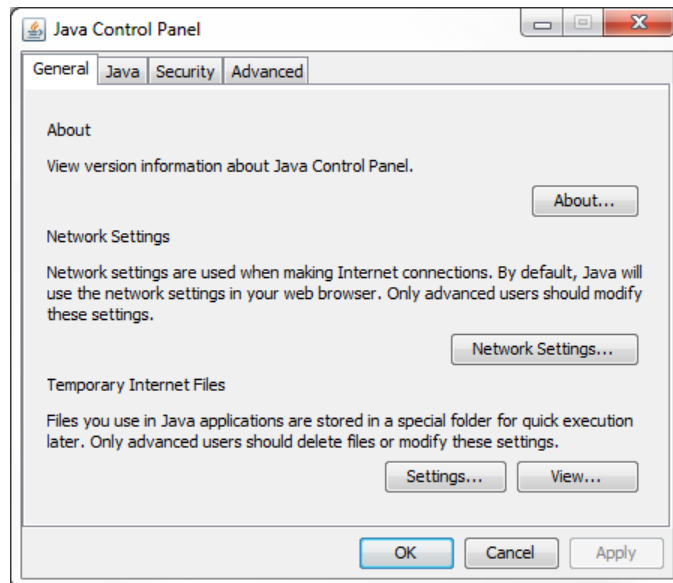 Java Control Panel
General Java Security Advanced
About
View version information about Java Control Panel.
About...
Network Settings
Network settings are used when making Internet connections. By default, Java will
use the network settings in your web browser. Only advanced users should modify
these settings.
Network Settings...
Temporary Internet Files
Files you use in Java applications are stored in a special folder for quick execution
later. Only advanced users should delete files or modify these settings.
Settings... View...
OK Cancel Apply